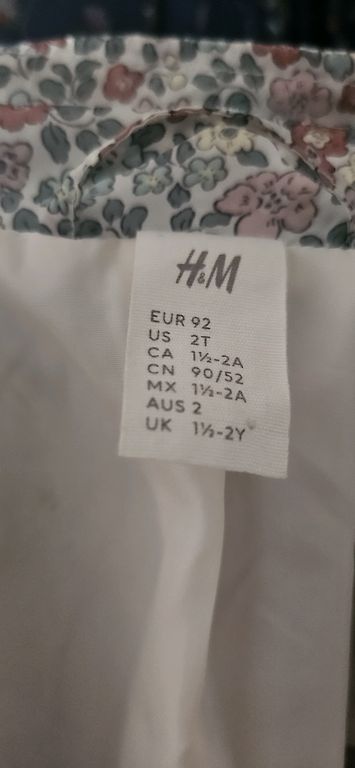 H&M
EUR 92
US 2T
CA 1½-2A
CN 90/52
MX 1½-2A
AUS 2
UK 1½-2Y